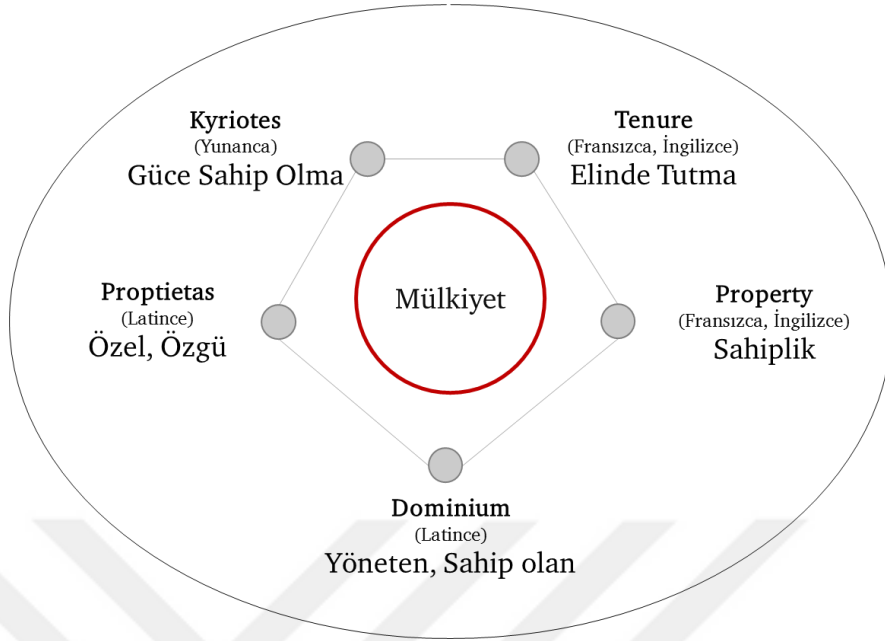 Kyriotes
(Yunanca)
Güce Sahip Olma
Tenure
(Fransızca, İngilizce)
Elinde Tutma
Mülkiyet
Proptietas
(Latince)
Özel, Özgü
Property
(Fransızca, İngilizce)
Sahiplik
Dominium
(Latince)
Yöneten, Sahip olan